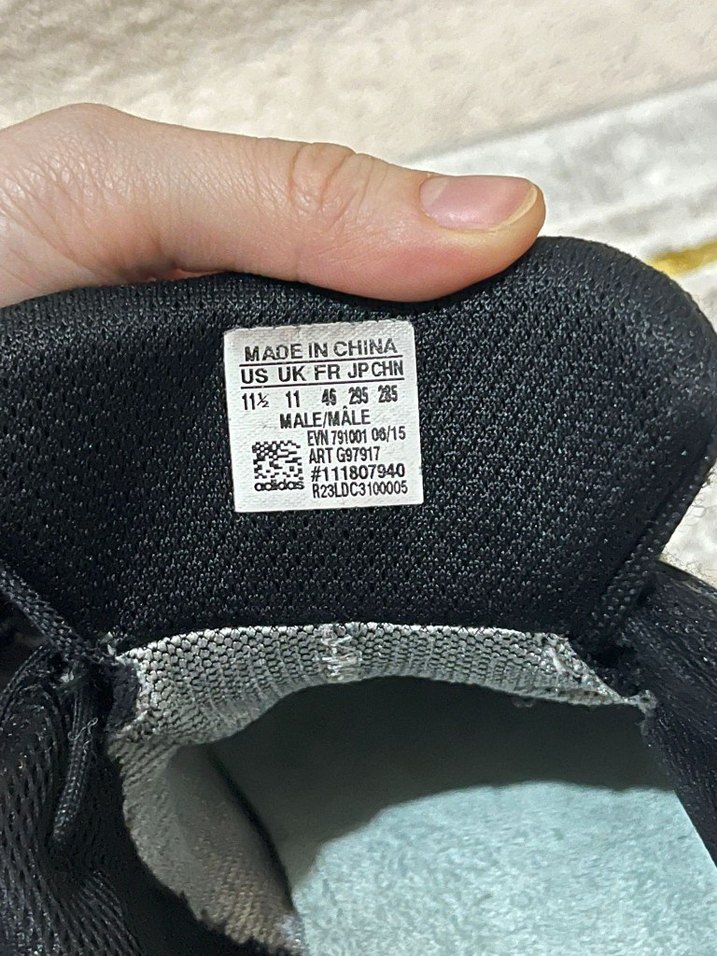 MADE IN CHINA
US UK FR JP CHN
11½ 11 46 295 285
MALE/MÂLE
EVN 791001 06/15
ART G97917
#111807940
adidas R23LDC3100005